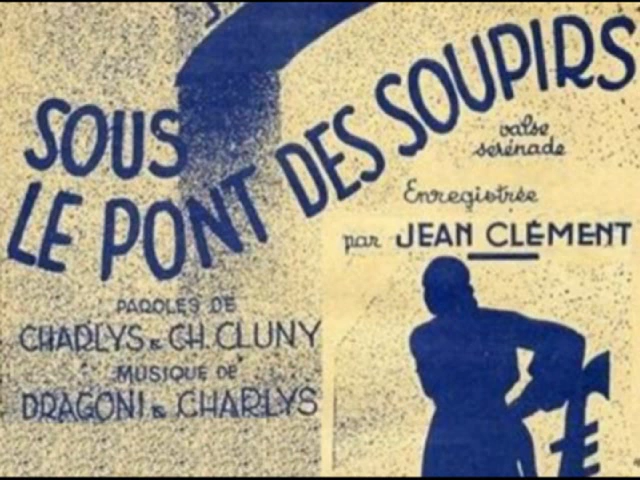 SOUS
LE PONT DES SOUPIRS
valse
serénade
Enregistrée
par JEAN CLÉMENT
PAROLES DE
CHARLYS & CH. CLUNY
MUSIQUE DE
DRAGONI & CHARLYS